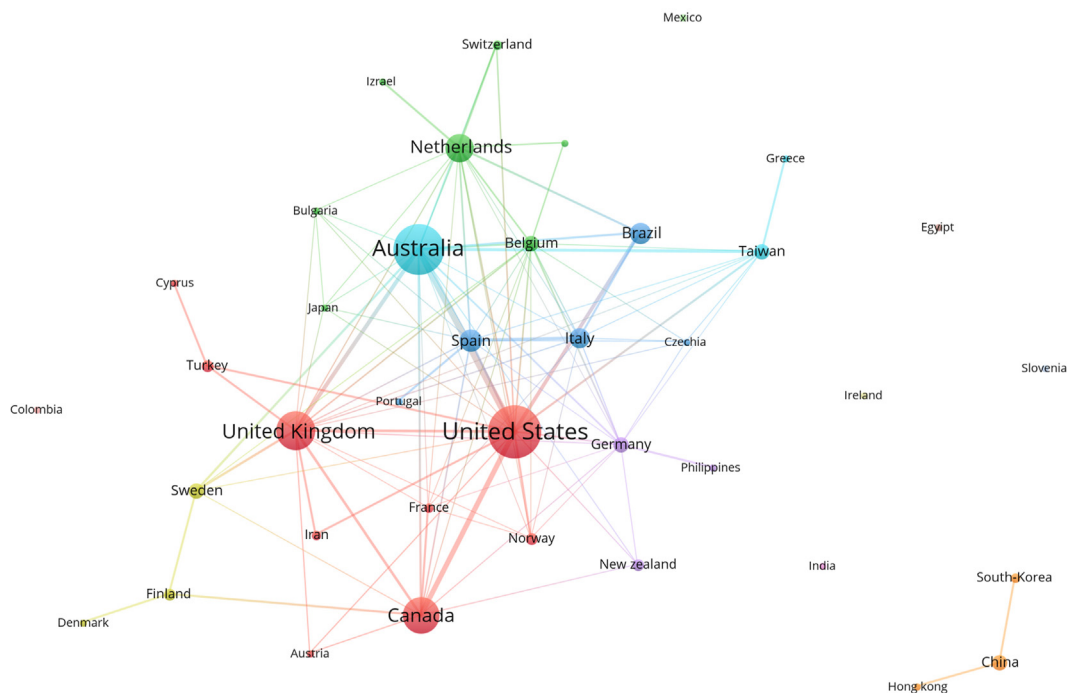 Mexico
Switzerland
Izrael
Netherlands
Greece
Bulgaria
Egyipt
Brazil
Belgium
Australia
Taiwan
Cyprus
Japan
Spain
Italy
Czechia
Turkey
Slovenia
Ireland
Portugal
Colombia
United Kingdom
United States
Germany
Philippines
Sweden
France
Iran
Norway
New zealand
India
South-Korea
Finland
Canada
Denmark
Austria
China
Hong kong